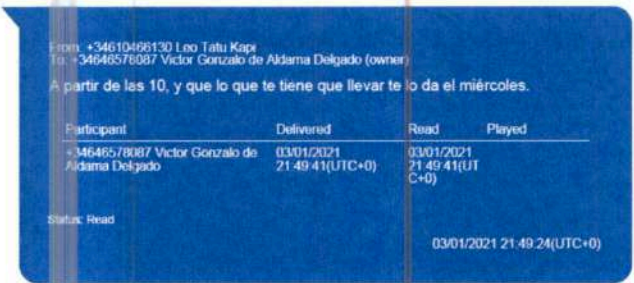 From: +34610466130 Leo Tatu Kapi
To: +34646578087 Victor Gonzalo de Aldama Delgado (owner)
A partir de las 10, y que lo que te tiene que llevar te lo da el miércoles.
Participant Delivered Read Played
+34646578087 Victor Gonzalo de 03/01/2021 03/01/2021
Aldama Delgado 21:49:41(UTC+0) 21:49:41(UT
C+0)
Status: Read
03/01/2021 21:49:24(UTC+0)